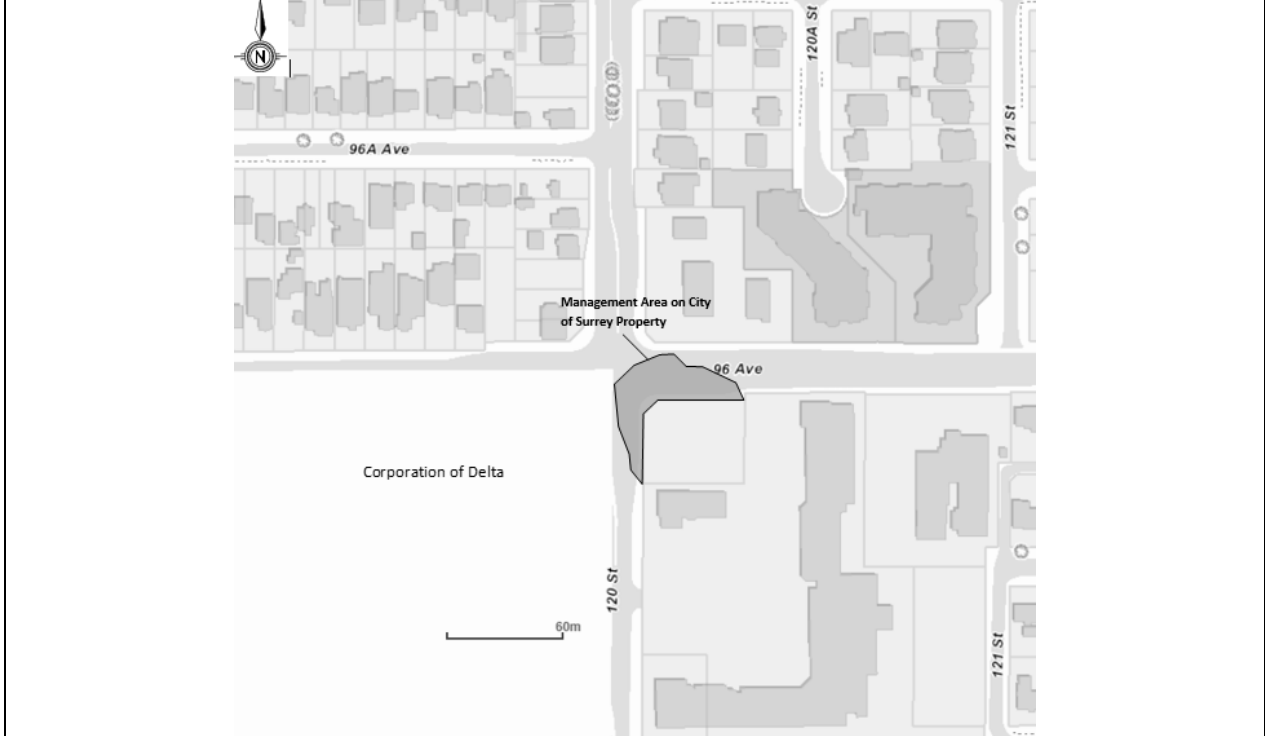 N
120A St
121 St
96A Ave
Management Area on City
of Surrey Property
96 Ave
Corporation of Delta
120 St
60m
121 St